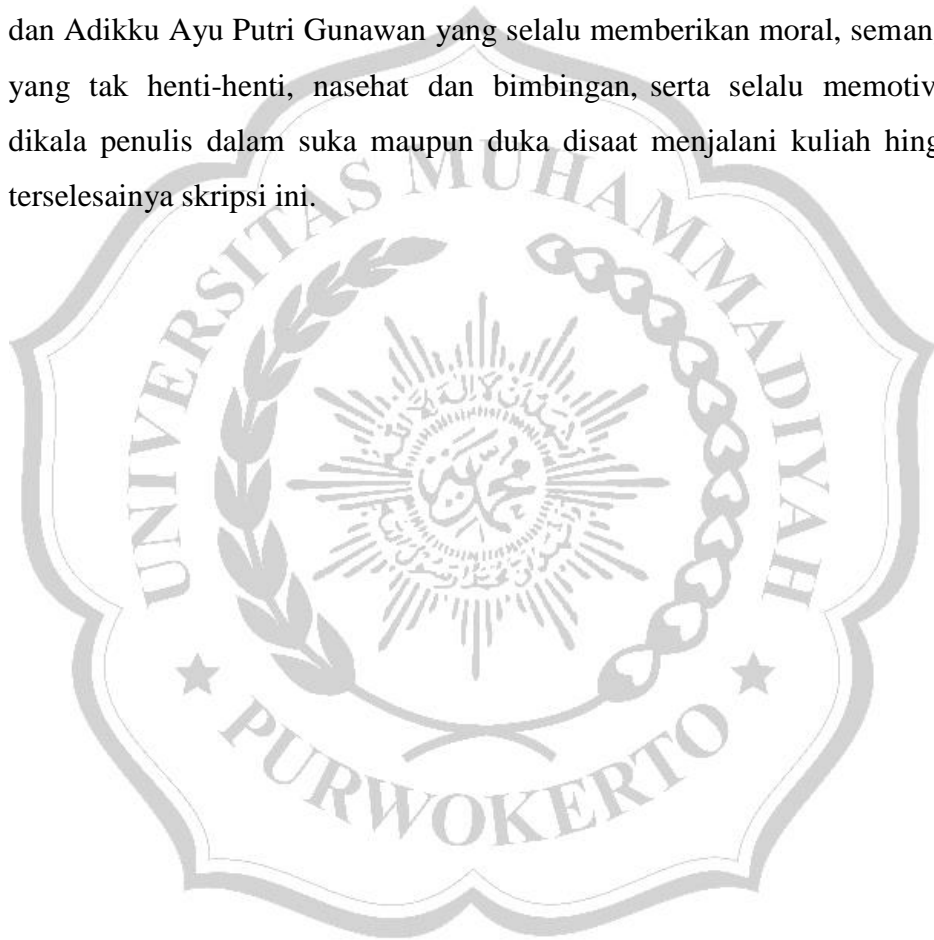 dan Adikku Ayu Putri Gunawan yang selalu memberikan moral, seman
yang tak henti-henti, nasehat dan bimbingan, serta selalu memotiv
dikala penulis dalam suka maupun duka disaat menjalani kuliah hing
terselesainya skripsi ini.
UNIVERSITAS MUHAMMADIYAH
PURWOKERTO